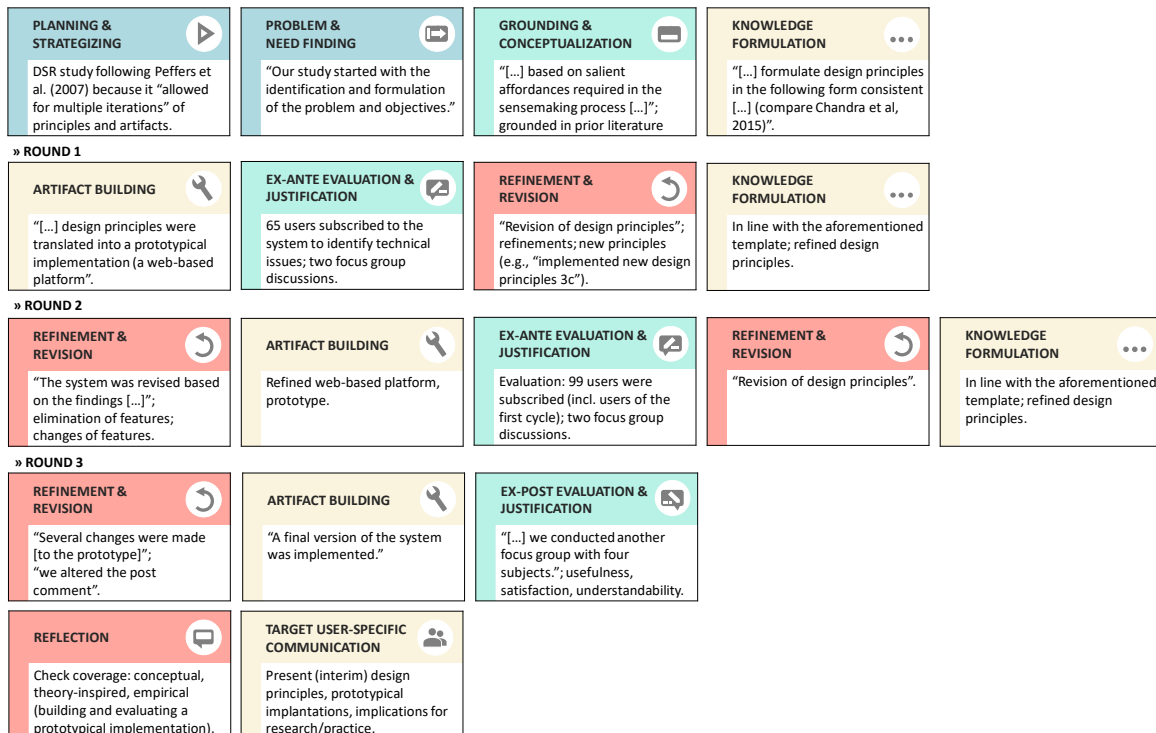 PLANNING &
STRATEGIZING
DSR study following Peffers
et al. (2007) because it “allowed
for multiple iterations” of
principles and artifacts.
PROBLEM &
NEED FINDING
“Our study started with the
identification and formulation
of the problem and objectives.”
GROUNDING &
CONCEPTUALIZATION
“[…] based on salient
affordances required in the
sensemaking process […]”;
grounded in prior literature
KNOWLEDGE
FORMULATION
“[…] formulate design principles
in the following form consistent
[…] (compare Chandra et al,
2015)”.
» ROUND 1
ARTIFACT BUILDING
“[…] design principles were
translated into a prototypical
implementation (a web-based
platform”.
EX-ANTE EVALUATION &
JUSTIFICATION
65 users subscribed to the
system to identify technical
issues; two focus group
discussions.
REFINEMENT &
REVISION
“Revision of design principles”;
refinements; new principles
(e.g., “implemented new design
principles 3c”).
KNOWLEDGE
FORMULATION
In line with the aforementioned
template; refined design
principles.
» ROUND 2
REFINEMENT &
REVISION
“The system was revised based
on the findings […]”;
elimination of features;
changes of features.
ARTIFACT BUILDING
Refined web-based platform,
prototype.
EX-ANTE EVALUATION &
JUSTIFICATION
Evaluation: 99 users were
subscribed (incl. users of the
first cycle); two focus group
discussions.
REFINEMENT &
REVISION
“Revision of design principles”.
KNOWLEDGE
FORMULATION
In line with the aforementioned
template; refined design
principles.
» ROUND 3
REFINEMENT &
REVISION
“Several changes were made
[to the prototype]”;
“we altered the post
comment”.
ARTIFACT BUILDING
“A final version of the system
was implemented.”
EX-POST EVALUATION &
JUSTIFICATION
“[…] we conducted another
focus group with four
subjects.”; usefulness,
satisfaction, understandability.
REFLECTION
Check coverage: conceptual,
theory-inspired, empirical
(building and evaluating a
prototypical implementation).
TARGET USER-SPECIFIC
COMMUNICATION
Present (interim) design
principles, prototypical
implantations, implications for
research/practice.